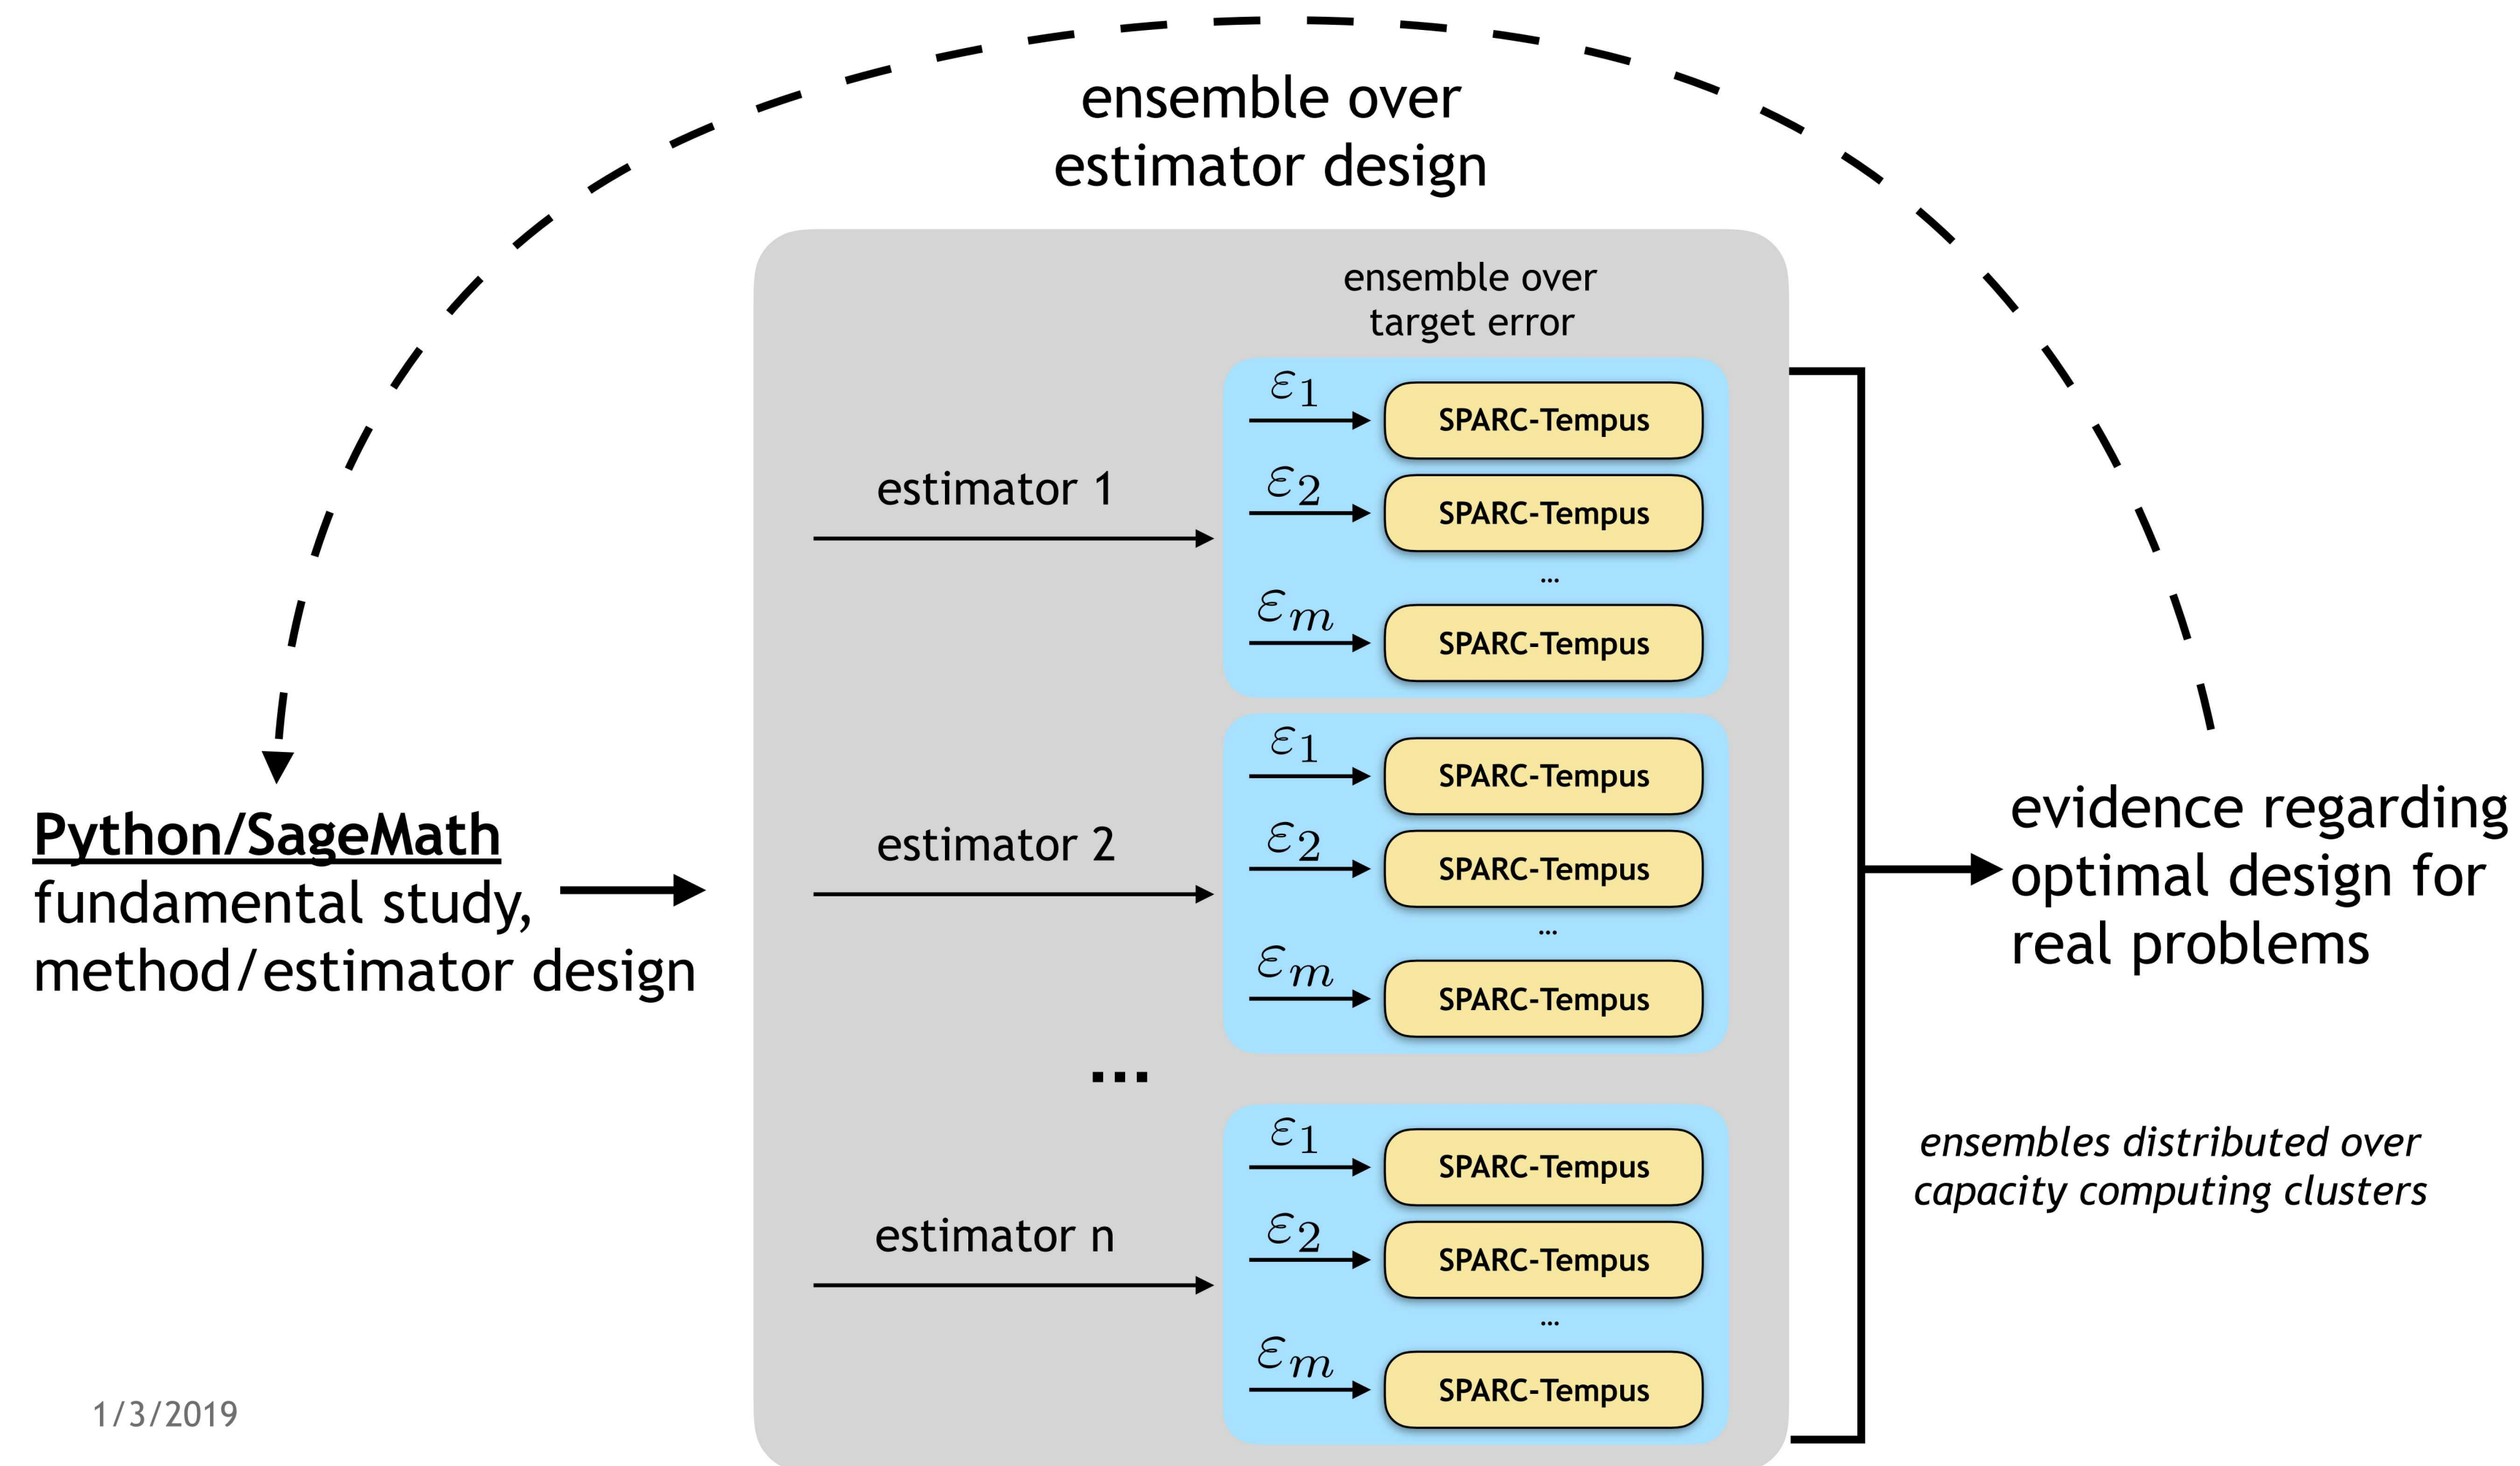 ensemble over
estimator design
ensemble over
target error
estimator 1
ε1
SPARC-Tempus
ε2
SPARC-Tempus
...
εm
SPARC-Tempus
estimator 2
ε1
SPARC-Tempus
ε2
SPARC-Tempus
...
εm
SPARC-Tempus
...
estimator n
ε1
SPARC-Tempus
ε2
SPARC-Tempus
...
εm
SPARC-Tempus
Python/SageMath
fundamental study,
method/estimator design
evidence regarding
optimal design for
real problems
ensembles distributed over
capacity computing clusters
1/3/2019